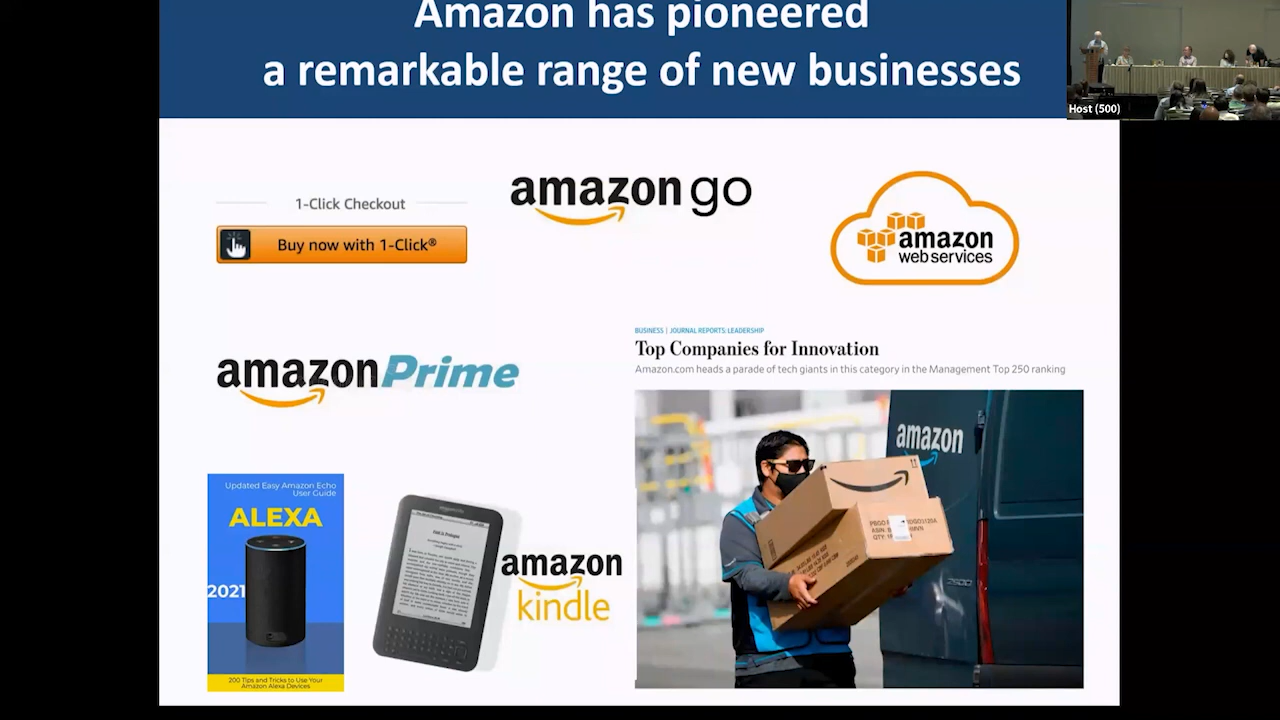 Amazon has pioneered
a remarkable range of new businesses
Host (500)
1-Click Checkout
Buy now with 1-Click®
amazon go
amazon
web services
amazonPrime
BUSINESS | JOURNAL REPORTS: LEADERSHIP
Top Companies for Innovation
Amazon.com heads a parade of tech giants in this category in the Management Top 250 ranking
amazon
Updated Easy Amazon Echo
User Guide
ALEXA
2021
200 Tips and Tricks to Use Your
Amazon Alexa Devices
amazon
kindle